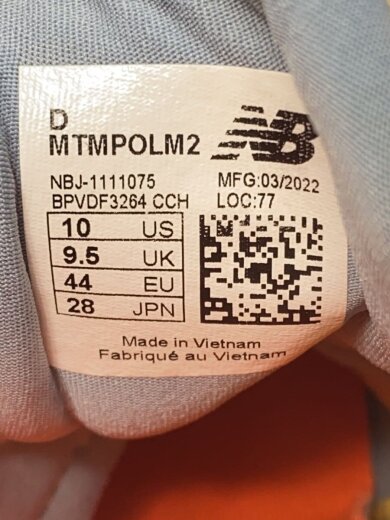 D
MTMPOLM2
NB
NBJ-1111075
BPVDF3264 CCH
MFG:03/2022
LOC:77
10 US
9.5 UK
44 EU
28 JPN
Made in Vietnam
Fabriqué au Vietnam